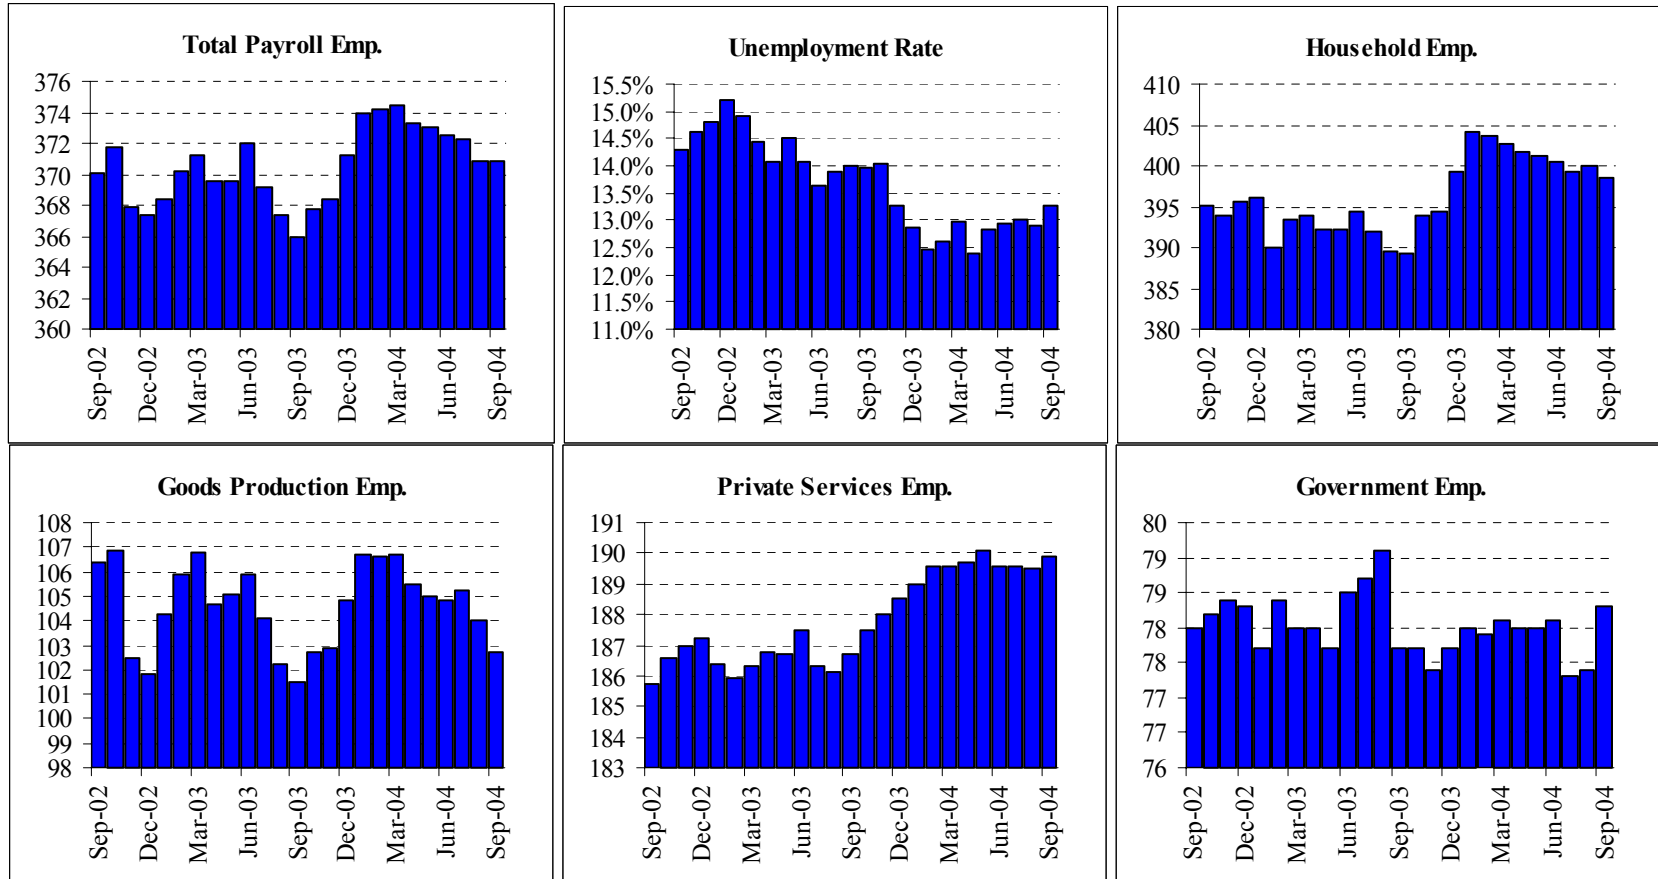 Total Payroll Emp.
376
374
372
370
368
366
364
362
360
Sep-02
Dec-02
Mar-03
Jun-03
Sep-03
Dec-03
Mar-04
Jun-04
Sep-04
Unemployment Rate
15.5%
15.0%
14.5%
14.0%
13.5%
13.0%
12.5%
12.0%
11.5%
11.0%
Sep-02
Dec-02
Mar-03
Jun-03
Sep-03
Dec-03
Mar-04
Jun-04
Sep-04
Household Emp.
410
405
400
395
390
385
380
Sep-02
Dec-02
Mar-03
Jun-03
Sep-03
Dec-03
Mar-04
Jun-04
Sep-04
Goods Production Emp.
108
107
106
105
104
103
102
101
100
99
98
Sep-02
Dec-02
Mar-03
Jun-03
Sep-03
Dec-03
Mar-04
Jun-04
Sep-04
Private Services Emp.
191
190
189
188
187
186
185
184
183
Sep-02
Dec-02
Mar-03
Jun-03
Sep-03
Dec-03
Mar-04
Jun-04
Sep-04
Government Emp.
80
79
79
78
78
77
77
76
Sep-02
Dec-02
Mar-03
Jun-03
Sep-03
Dec-03
Mar-04
Jun-04
Sep-04